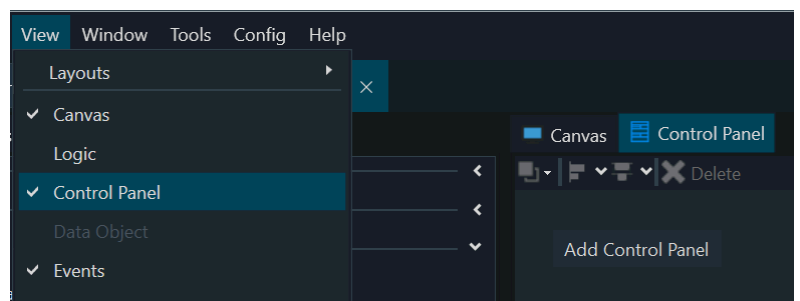 View Window Tools Config Help
Layouts
Canvas
Logic
Control Panel
Data Object
Events
Canvas Control Panel
Delete
Add Control Panel